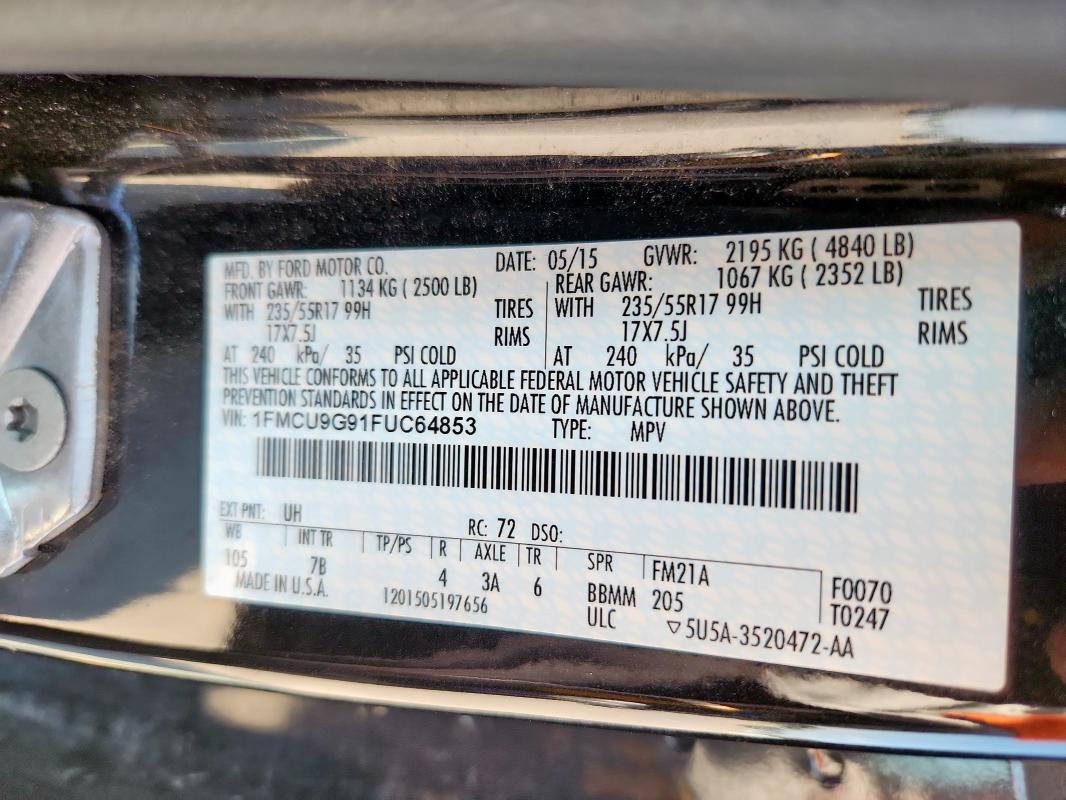 MFD. BY FORD MOTOR CO. DATE: 05/15 GVWR: 2195 KG ( 4840 LB)
FRONT GAWR: 1134 KG ( 2500 LB) REAR GAWR: 1067 KG ( 2352 LB)
WITH 235/55R17 99H TIRES WITH 235/55R17 99H TIRES
17X7.5J RIMS 17X7.5J RIMS
AT 240 kPa/ 35 PSI COLD AT 240 kPa/ 35 PSI COLD
THIS VEHICLE CONFORMS TO ALL APPLICABLE FEDERAL MOTOR VEHICLE SAFETY AND THEFT
PREVENTION STANDARDS IN EFFECT ON THE DATE OF MANUFACTURE SHOWN ABOVE.
VIN: 1FMCU9G91FUC64853 TYPE: MPV
EXT PNT: UH RC: 72 DSO:
WB INT TR TP/PS R AXLE TR SPR FM21A F0070
105 7B 4 3A 6 BBMM 205 T0247
MADE IN U.S.A. 1201505197656 ULC ▽5U5A-3520472-AA